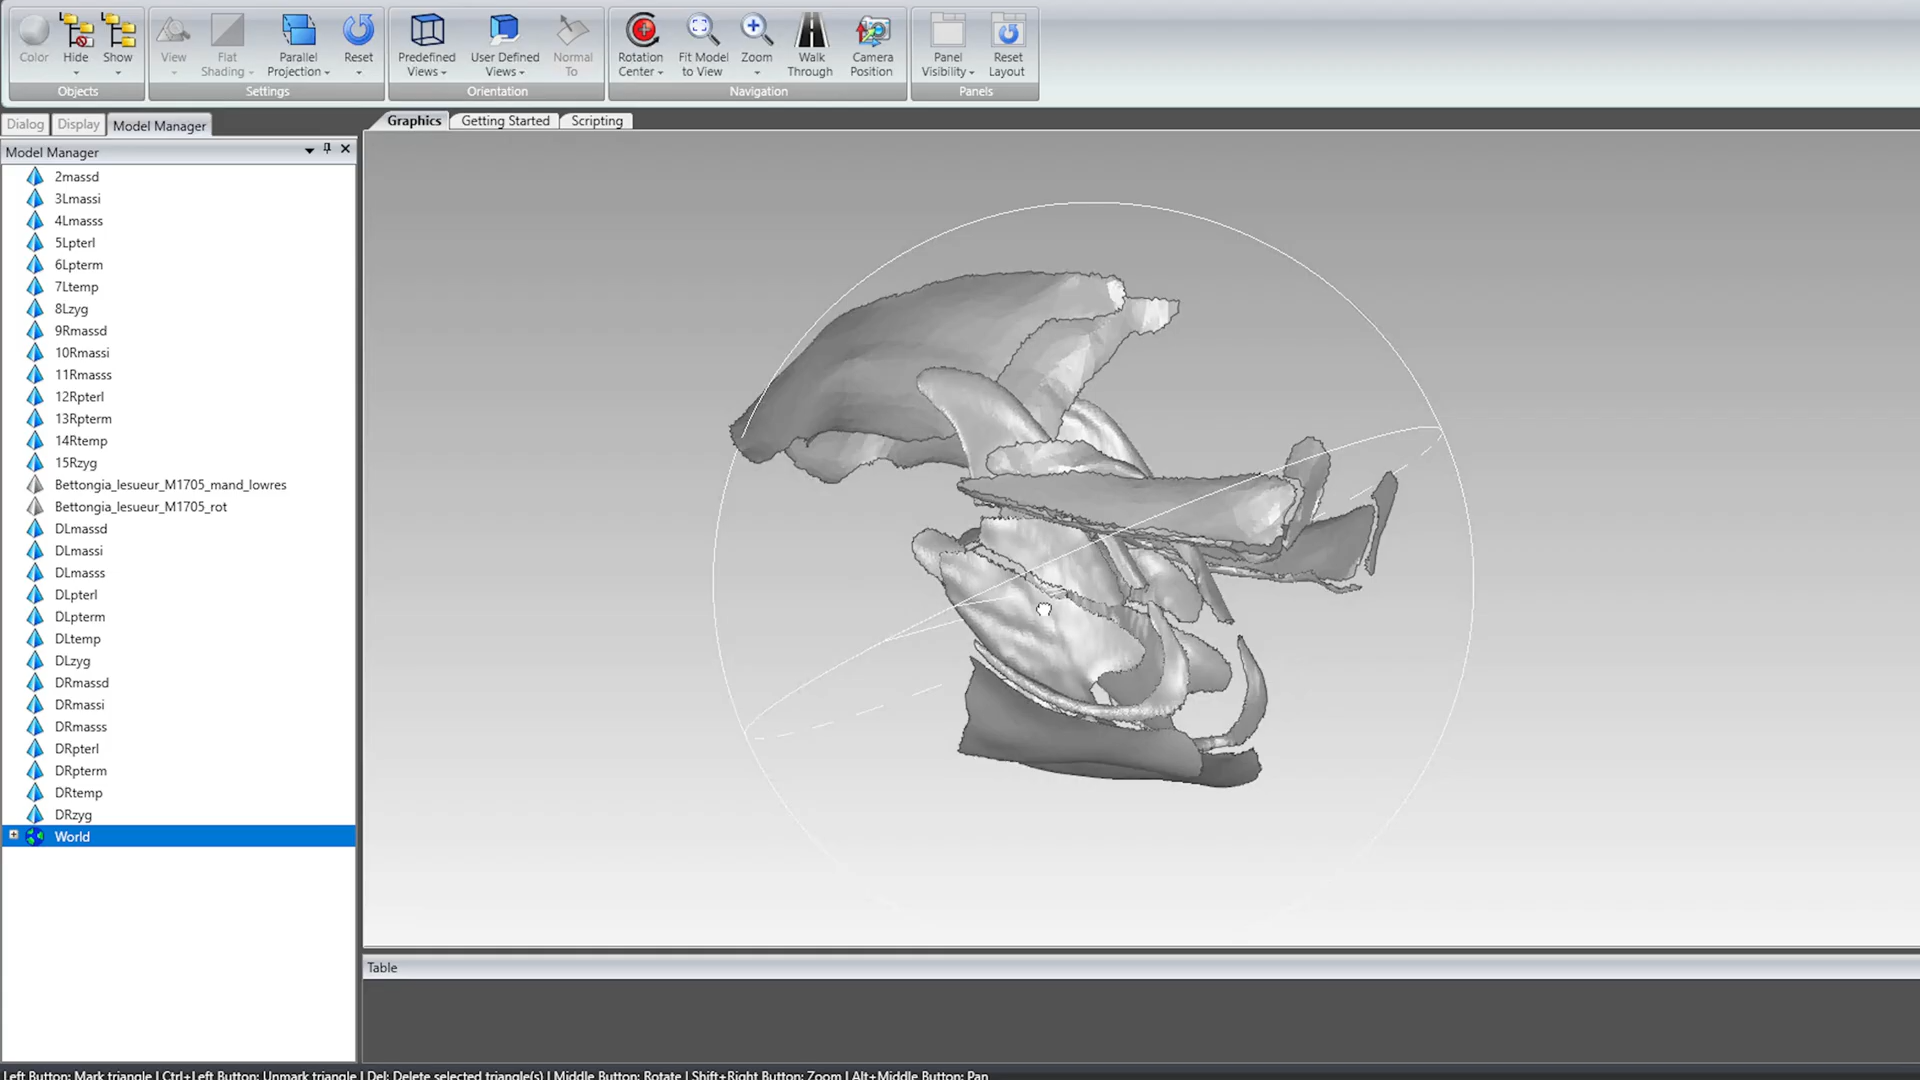 Color
Hide
Show
Objects
View
Flat
Shading
Parallel
Projection
Reset
Settings
Predefined
Views
User Defined
Views
Normal
To
Orientation
Rotation
Center
Fit Model
to View
Zoom
Walk
Through
Camera
Position
Navigation
Panel
Visibility
Reset
Layout
Panels
Dialog
Display
Model Manager
Graphics
Getting Started
Scripting
Model Manager
2massd
3Lmassi
4Lmasss
5Lpterl
6Lpterm
7Ltemp
8Lzyg
9Rmassd
10Rmassi
11Rmasss
12Rpterl
13Rpterm
14Rtemp
15Rzyg
Bettongia_lesueur_M1705_mand_lowres
Bettongia_lesueur_M1705_rot
DLmassd
DLmassi
DLmasss
DLpterl
DLpterm
DLtemp
DLzyg
DRmassd
DRmassi
DRmasss
DRpterl
DRpterm
DRtemp
DRzyg
World
Table
Left Button: Mark triangle | Ctrl+Left Button: Unmark triangle | Del: Delete selected triangle(s) | Middle Button: Rotate | Shift+Right Button: Zoom | Alt+Middle Button: Pan